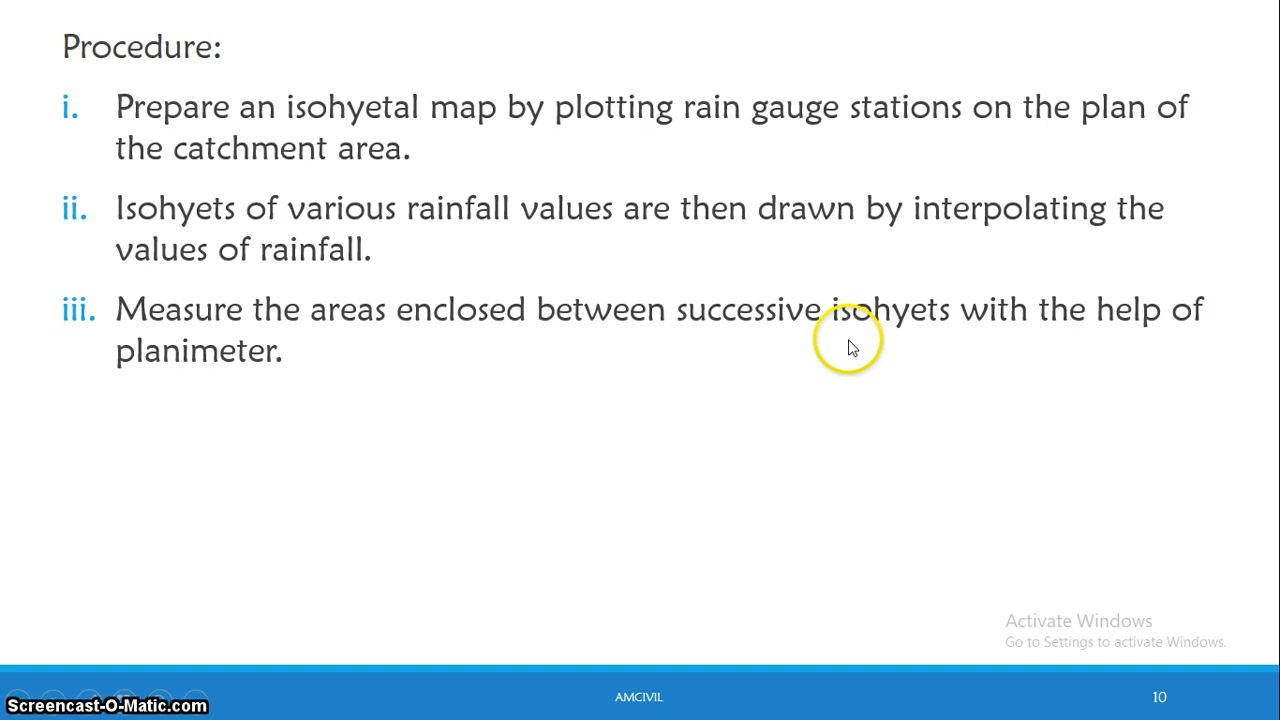 Procedure:
i. Prepare an isohyetal map by plotting rain gauge stations on the plan of
the catchment area.
ii. Isohyets of various rainfall values are then drawn by interpolating the
values of rainfall.
iii. Measure the areas enclosed between successive isohyets with the help of
planimeter.
Activate Windows
Go to Settings to activate Windows.
Screencast-O-Matic.com
AMCIVIL
10